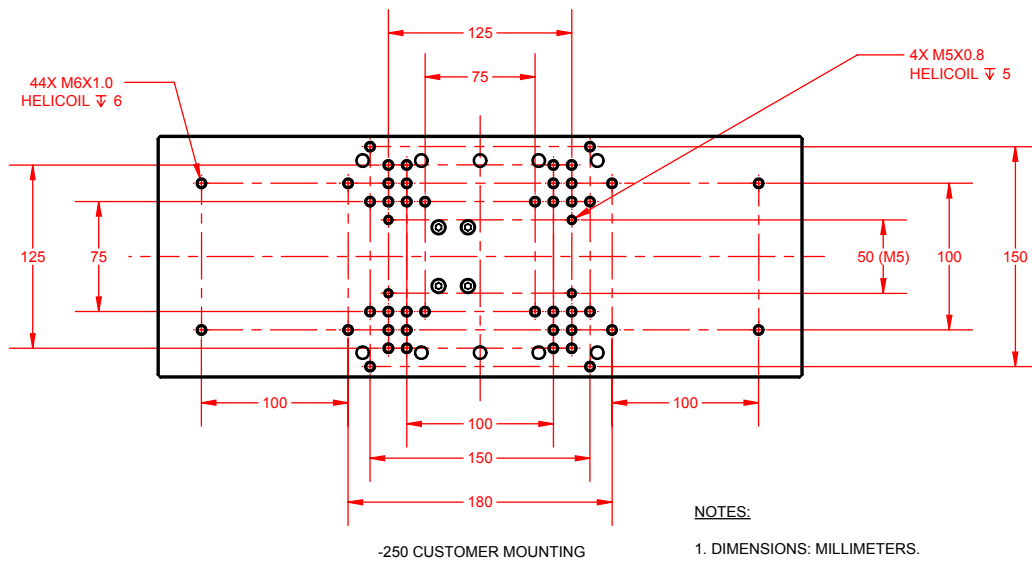 125
75
44X M6X1.0
HELICOIL ↧ 6
4X M5X0.8
HELICOIL ↧ 5
125
75
50 (M5)
100
150
100
100
100
150
180
NOTES:
-250 CUSTOMER MOUNTING
1. DIMENSIONS: MILLIMETERS.